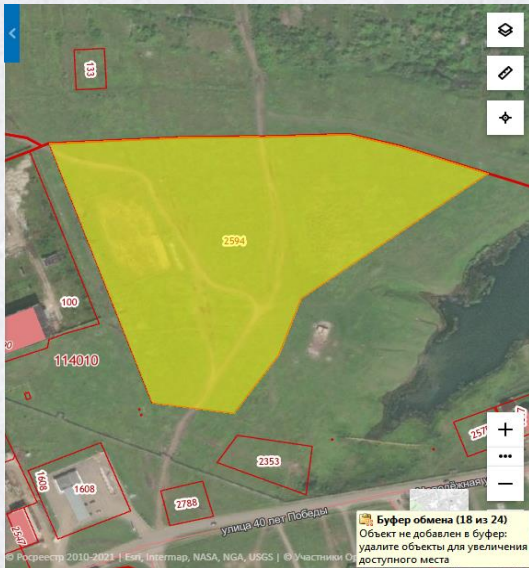 133
2594
100
114010
2353
1608
1608
2788
улица 40 лет Победы
© Росреестр 2010-2021 | Esri, Intermap, NASA, NGA, USGS | © Участники
Буфер обмена (18 из 24)
Объект не добавлен в буфер:
удалите объекты для увеличения
доступного места